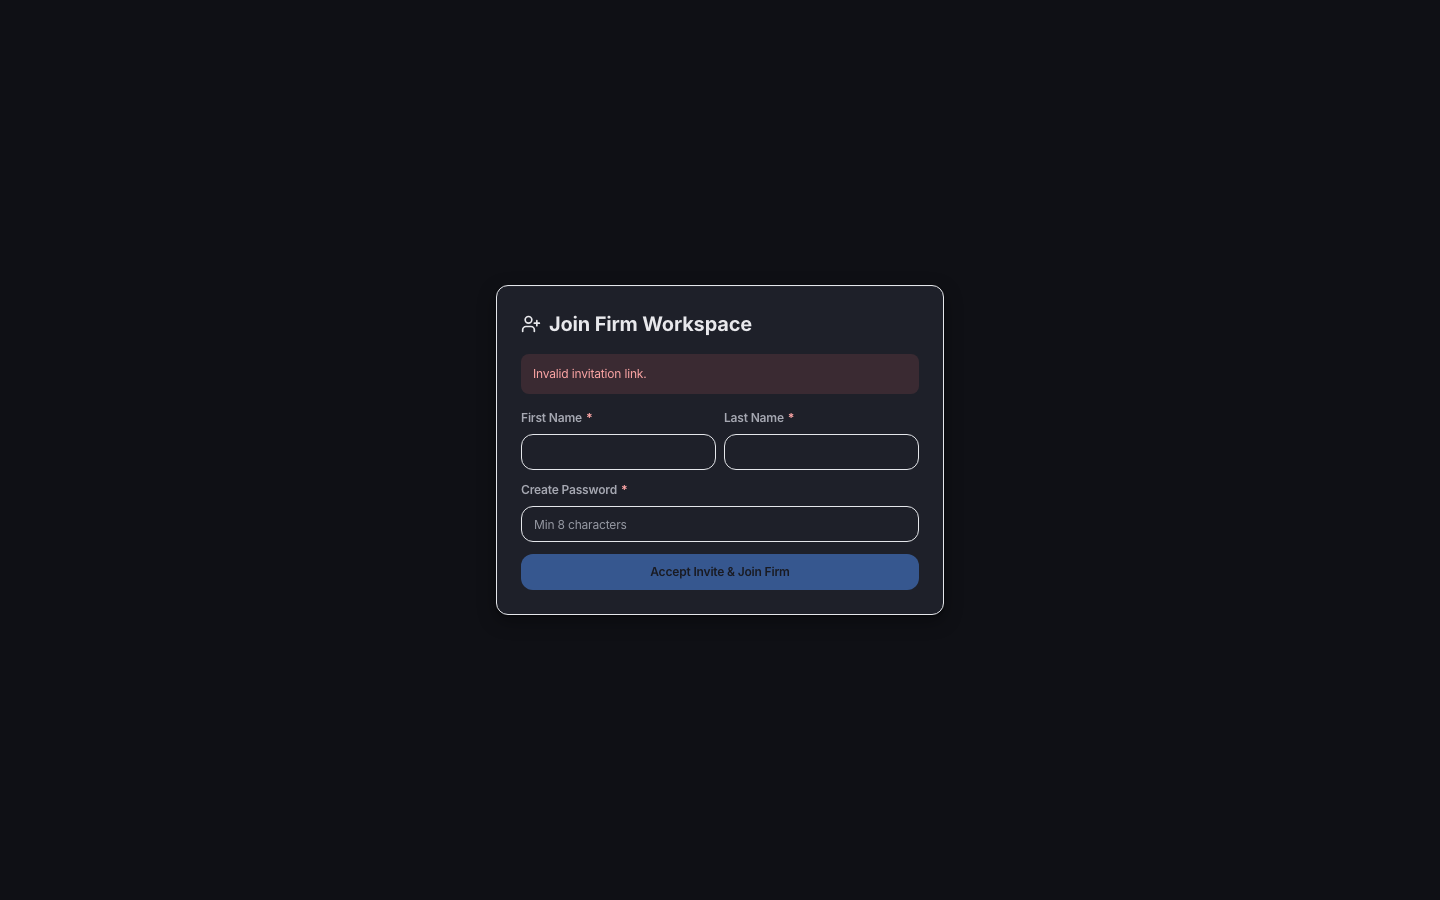 Join Firm Workspace
Invalid invitation link.
First Name *
Last Name *
Create Password *
Min 8 characters
Accept Invite & Join Firm